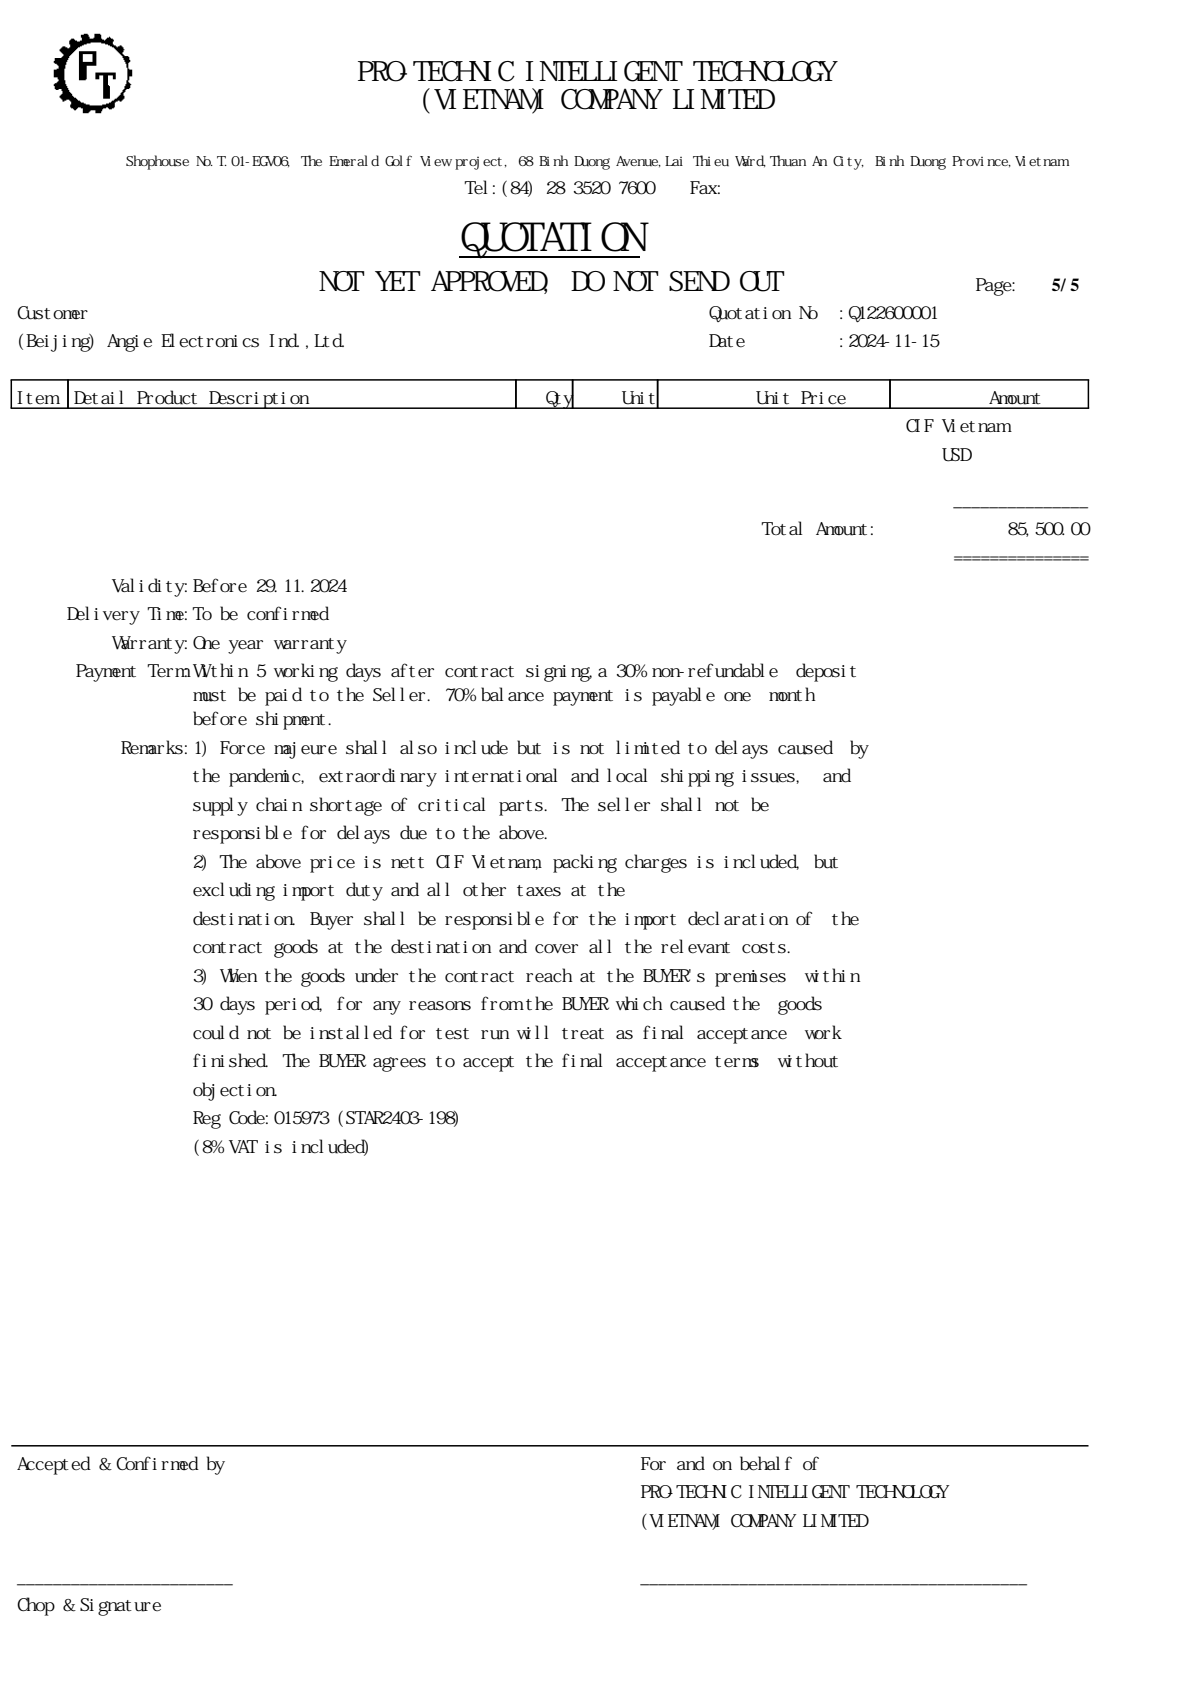 PT
PRO-TECHNIC INTELLIGENT TECHNOLOGY
(VIETNAM) COMPANY LIMITED
Shophouse No.T.01-EGV06, The Emerald Golf View project, 68 Binh Duong Avenue,Lai Thieu Ward,Thuan An City, Binh Duong Province,Vietnam
Tel:(84) 28 3520 7600 Fax:
QUOTATION
NOT YET APPROVED, DO NOT SEND OUT Page: 5/5
Customer Quotation No :Q122600001
(Beijing) Angie Electronics Ind.,Ltd. Date :2024-11-15
Item Detail Product Description Qty Unit Unit Price Amount
CIF Vietnam
USD
Total Amount: 85,500.00
Validity:Before 29.11.2024
Delivery Time:To be confirmed
Warranty:One year warranty
Payment Term:Within 5 working days after contract signing,a 30% non-refundable deposit
must be paid to the Seller. 70% balance payment is payable one month
before shipment.
Remarks:1) Force majeure shall also include but is not limited to delays caused by
the pandemic, extraordinary international and local shipping issues, and
supply chain shortage of critical parts. The seller shall not be
responsible for delays due to the above.
2) The above price is nett CIF Vietnam, packing charges is included, but
excluding import duty and all other taxes at the
destination. Buyer shall be responsible for the import declaration of the
contract goods at the destination and cover all the relevant costs.
3) When the goods under the contract reach at the BUYER's premises within
30 days period, for any reasons from the BUYER which caused the goods
could not be installed for test run will treat as final acceptance work
finished. The BUYER agrees to accept the final acceptance terms without
objection.
Reg Code:015973 (STAR2403-198)
(8% VAT is included)
Accepted & Confirmed by For and on behalf of
PRO-TECHNIC INTELLIGENT TECHNOLOGY
(VIETNAM) COMPANY LIMITED
Chop & Signature